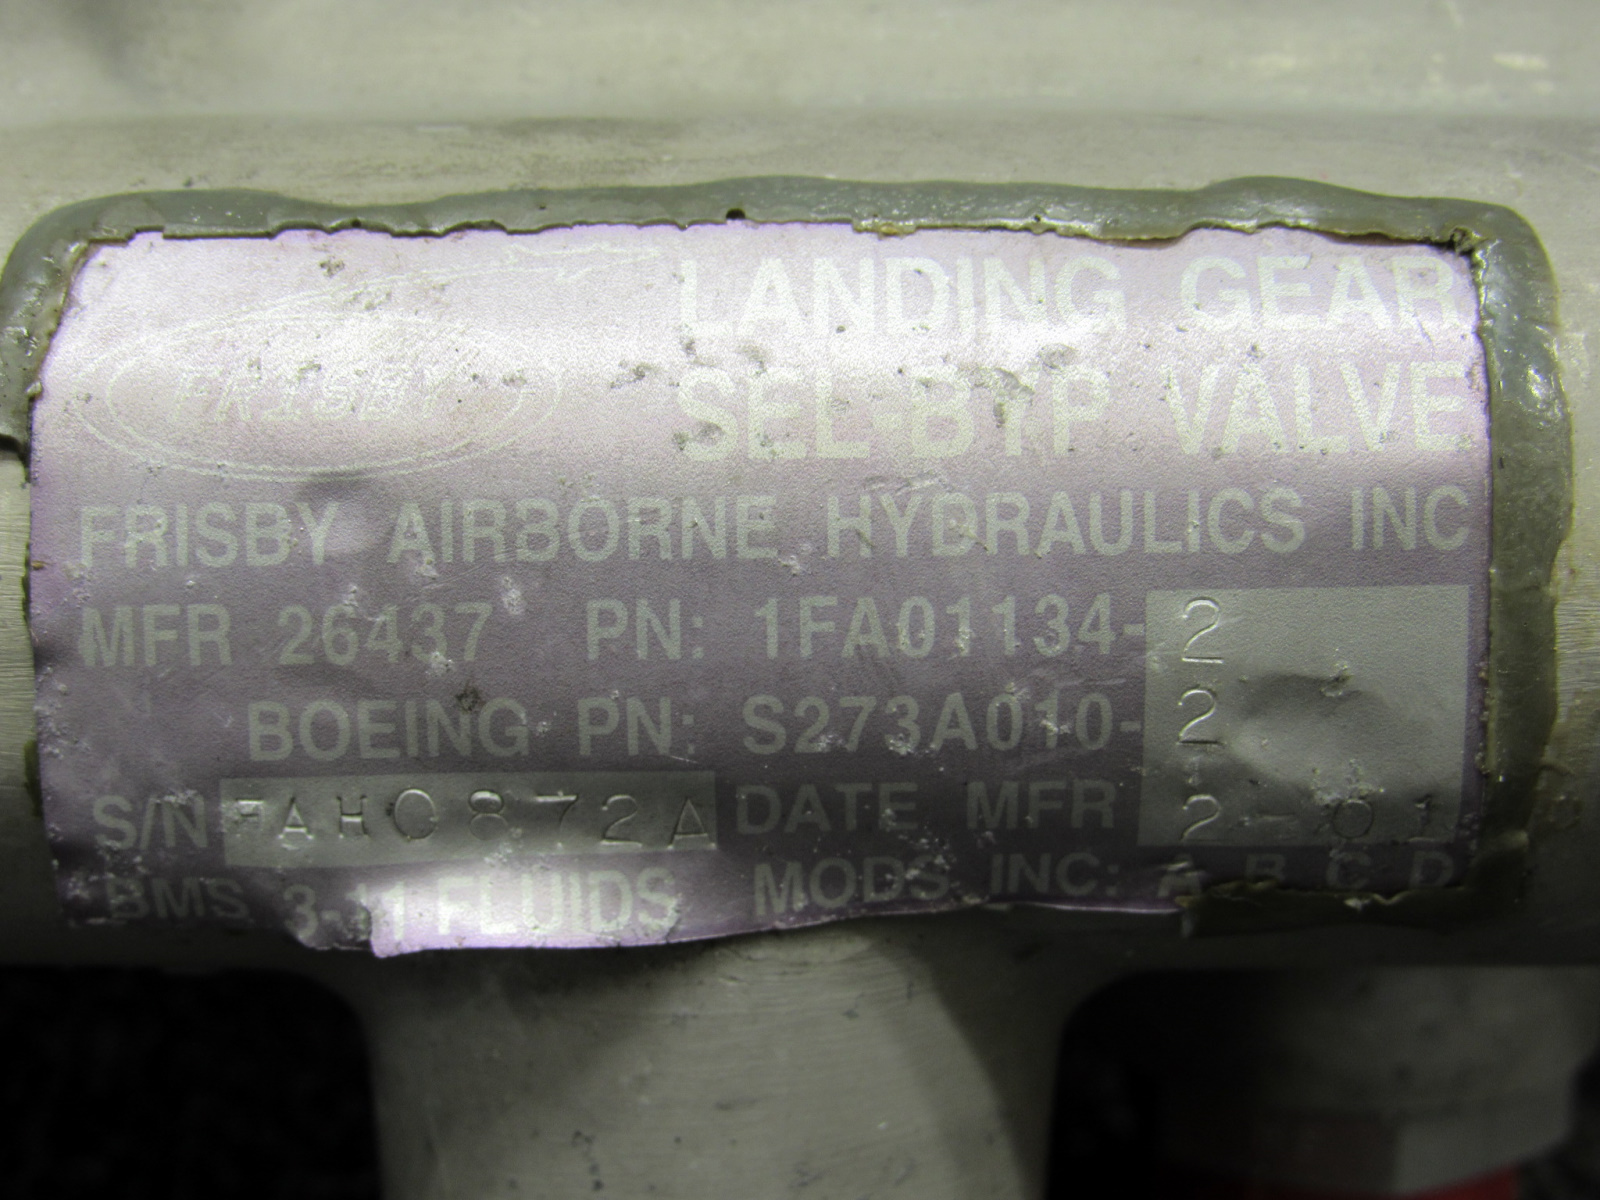 FRISBY
LANDING GEAR
SEL-BYP VALVE
FRISBY AIRBORNE HYDRAULICS INC
MFR 26437 PN: 1FA01134-2
BOEING PN: S273A010-2
S/N FAH0872A DATE MFR 2-01
BMS 3-11 FLUIDS MODS INC: A B C D